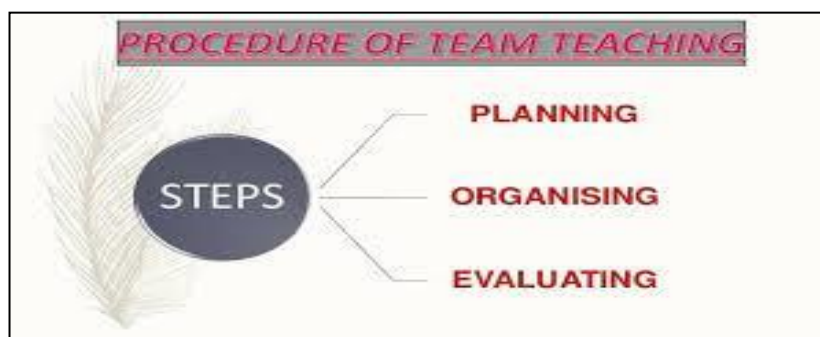 PROCEDURE OF TEAM TEACHING
STEPS
PLANNING
ORGANISING
EVALUATING